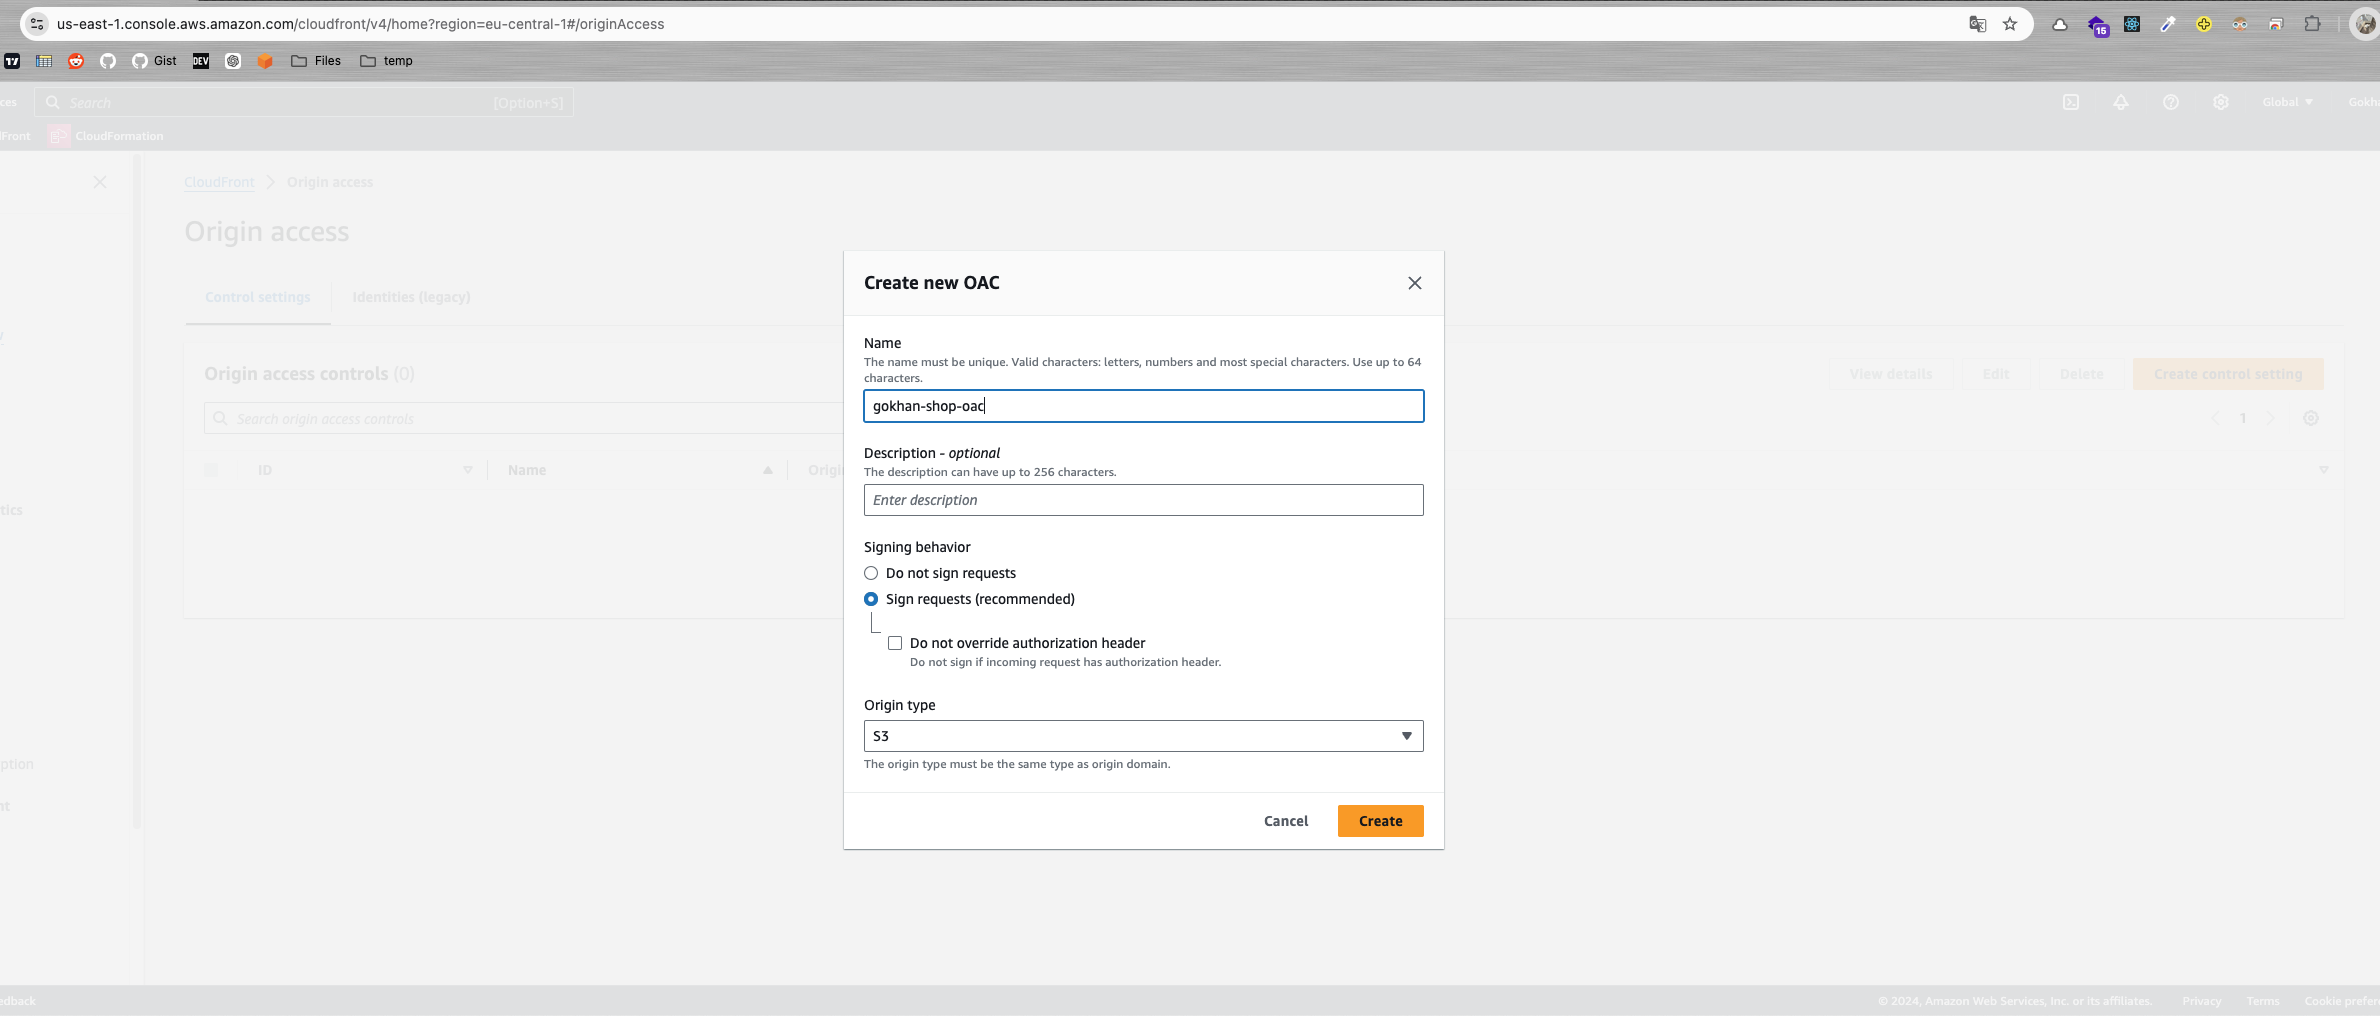 us-east-1.console.aws.amazon.com/cloudfront/v4/home?region=eu-central-1#/originAccess
15
Gist
DEV
Files
temp
ces
Search
[Option+S]
Global
Gokha
CloudFormation
CloudFront
Origin access
Origin access
Control settings
Identities (legacy)
Origin access controls (0)
View details
Edit
Delete
Create control setting
Search origin access controls
1
ID
Name
Origi
tics
ption
nt
Create new OAC
Name
The name must be unique. Valid characters: letters, numbers and most special characters. Use up to 64
characters.
gokhan-shop-oac
Description - optional
The description can have up to 256 characters.
Enter description
Signing behavior
Do not sign requests
Sign requests (recommended)
Do not override authorization header
Do not sign if incoming request has authorization header.
Origin type
S3
The origin type must be the same type as origin domain.
Cancel
Create
edback
© 2024, Amazon Web Services, Inc. or its affiliates.
Privacy
Terms
Cookie prefere